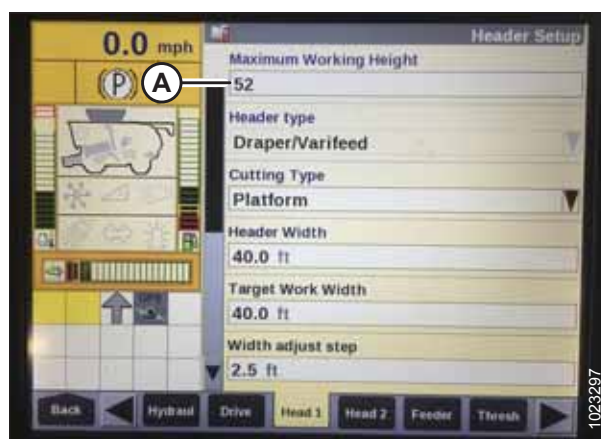 0.0 mph
Header Setup
Maximum Working Height
(P)
A
52
Header type
Draper/Varifeed
Cutting Type
Platform
Header Width
40.0 ft
Target Work Width
40.0 ft
Width adjust step
2.5 ft
Back
Hydraul
Drive
Head 1
Head 2
Feeder
Thresh
1023297